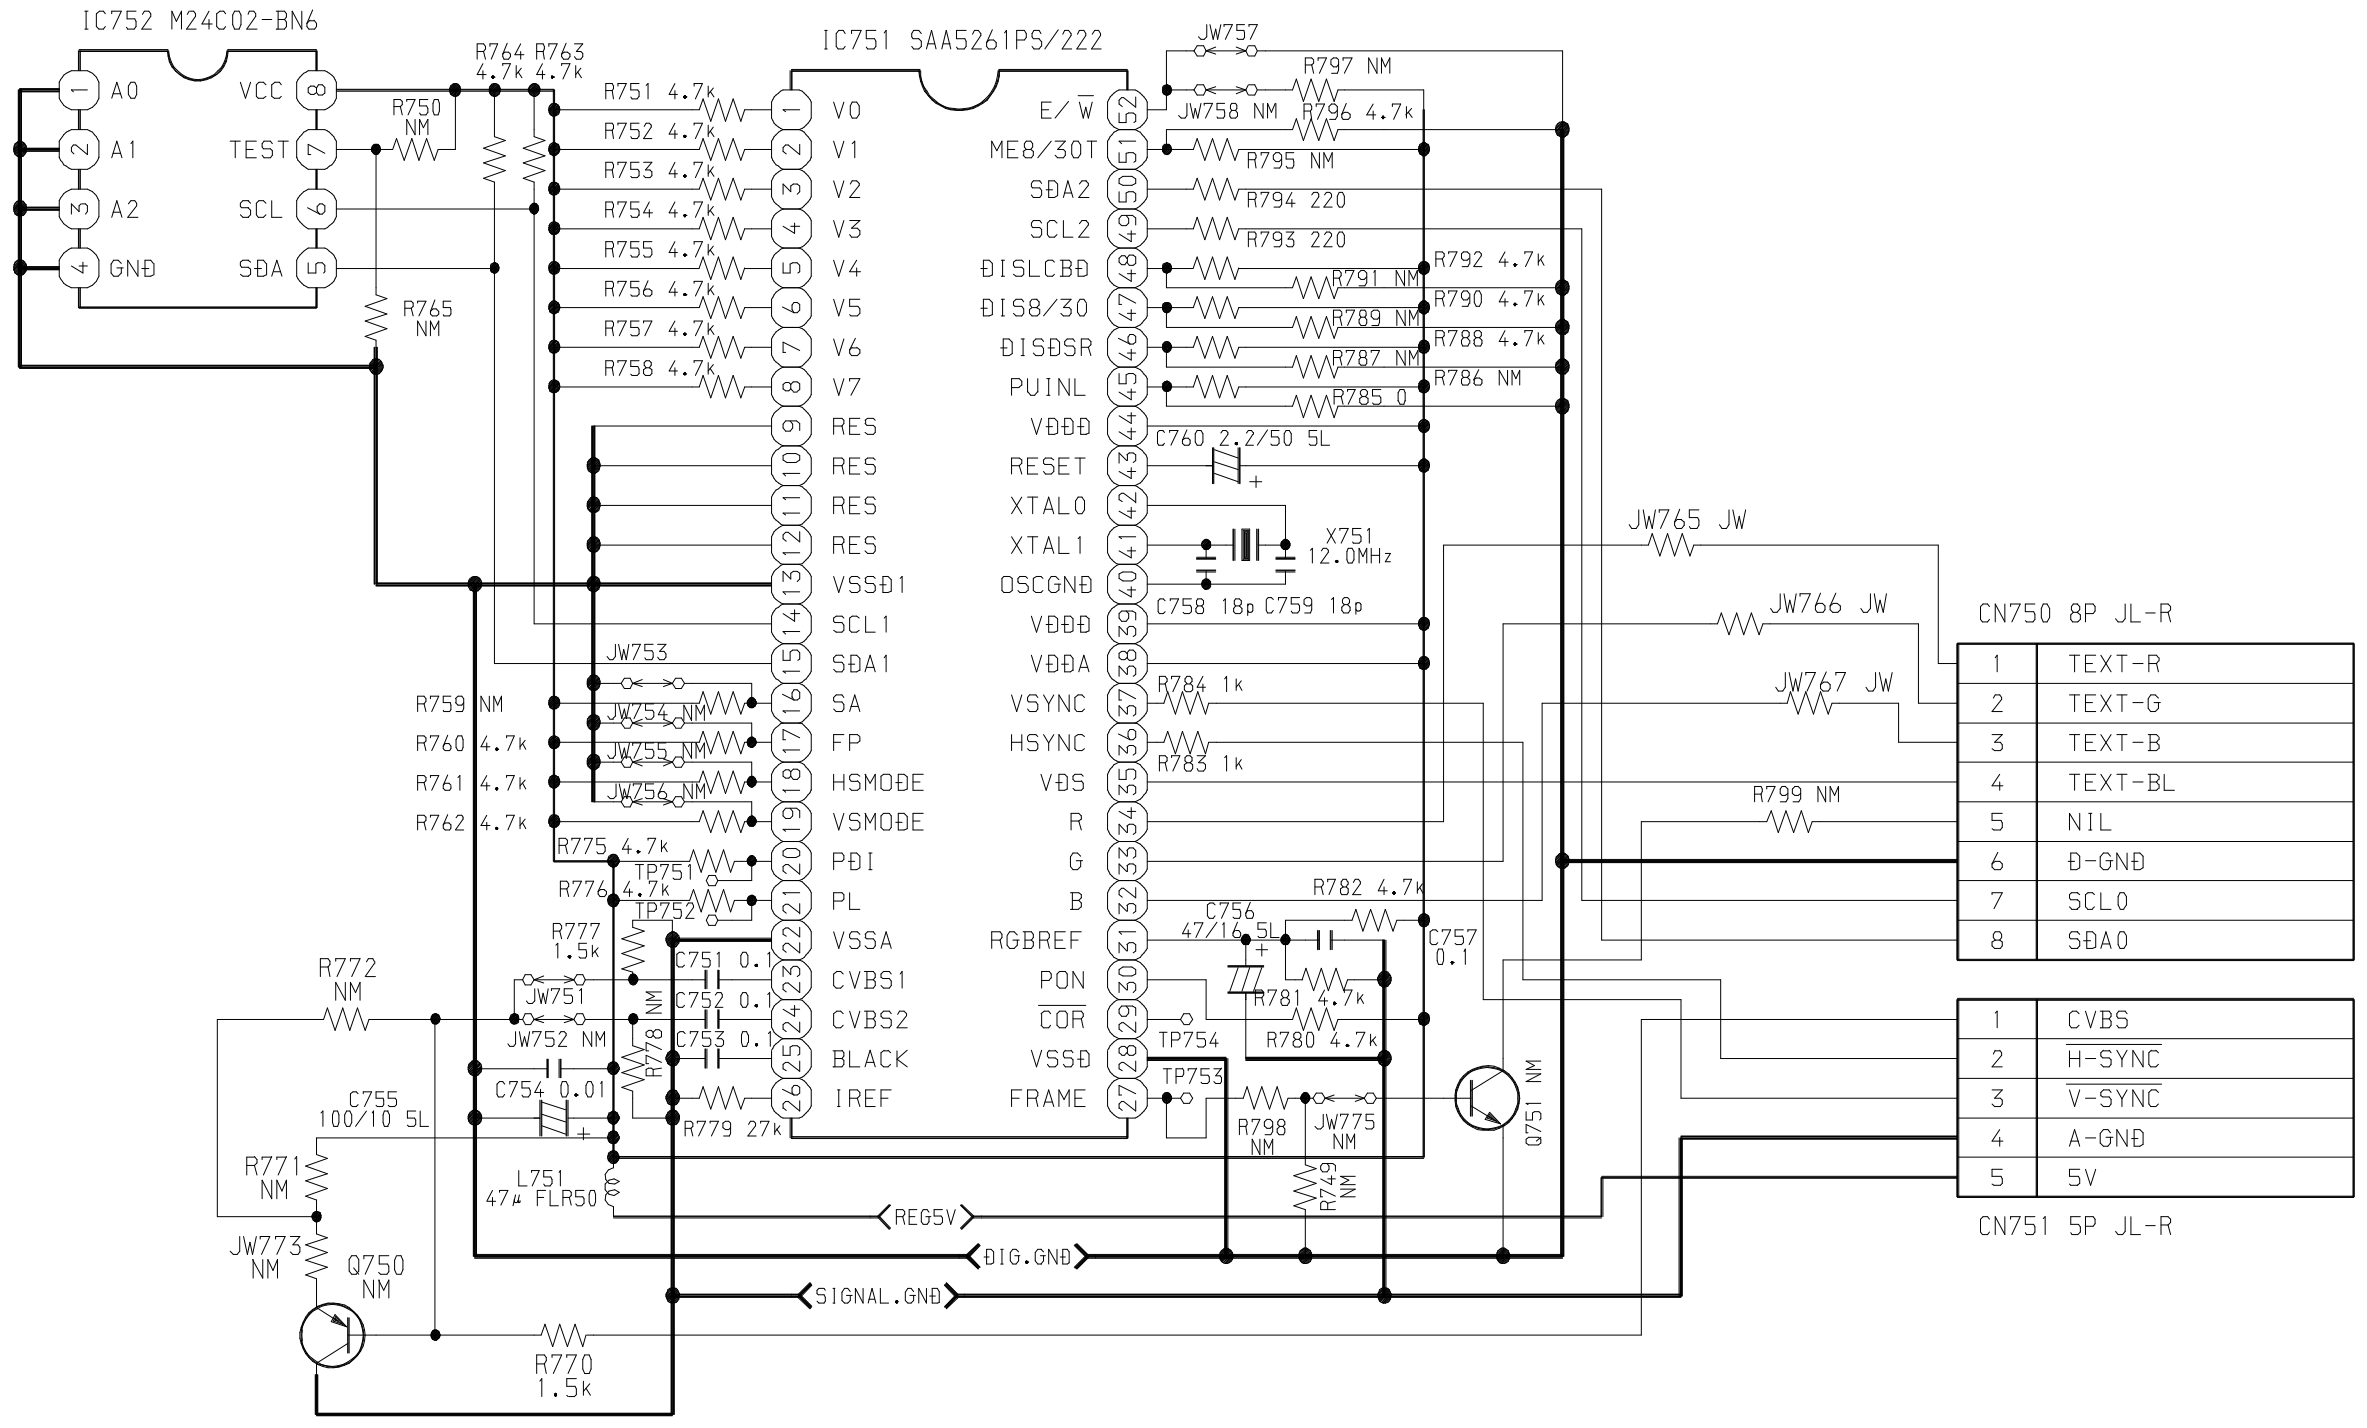 IC752 M24C02-BN6
1 A0
2 A1
3 A2
4 GND
VCC 8
TEST 7
SCL 6
SDA 5
R764
4.7k
R763
4.7k
R750
NM
R765
NM
IC751 SAA5261PS/222
R751 4.7k
R752 4.7k
R753 4.7k
R754 4.7k
R755 4.7k
R756 4.7k
R757 4.7k
R758 4.7k
1 V0
2 V1
3 V2
4 V3
5 V4
6 V5
7 V6
8 V7
9 RES
10 RES
11 RES
12 RES
13 VSSD1
14 SCL1
15 SDA1
16 SA
17 FP
18 HSMODE
19 VSMODE
20 PDI
21 PL
22 VSSA
23 CVBS1
24 CVBS2
25 BLACK
26 IREF
E/W 52
ME8/30T 51
SDA2 50
SCL2 49
DISLCBD 48
DIS8/30 47
DISDSR 46
PUINL 45
VDDD 44
RESET 43
XTALO 42
XTAL1 41
OSCGND 40
VDDD 39
VDDA 38
VSYNC 37
HSYNC 36
VDS 35
R 34
G 33
B 32
RGBREF 31
PON 30
COR 29
VSSD 28
FRAME 27
JW757
R797 NM
JW758 NM
R796 4.7k
R795 NM
R794 220
R793 220
R792 4.7k
R791 NM
R790 4.7k
R789 NM
R788 4.7k
R787 NM
R786 NM
R785 0
C760 2.2/50 5L
+
X751
12.0MHz
C758 18p
C759 18p
R784 1k
R783 1k
JW753
R759 NM
JW754 NM
R760 4.7k
JW755 NM
R761 4.7k
JW756 NM
R762 4.7k
R775 4.7k
TP751
R776 4.7k
TP752
R777
1.5k
C751 0.1
JW751
C752 0.1
JW752 NM
C753 0.1
R778 NM
R772
NM
C754 0.01
C755
100/10 5L
+
R779 27k
R771
NM
L751
47μ FLR50
JW773
NM
Q750
NM
R770
1.5k
R782 4.7k
C756
47/16 5L
+
C757
0.1
R781 4.7k
R780 4.7k
TP754
TP753
R798
NM
JW775
NM
R749
NM
Q751 NM
REG5V
DIG.GND
SIGNAL.GND
JW765 JW
JW766 JW
JW767 JW
R799 NM
CN750 8P JL-R
1 TEXT-R
2 TEXT-G
3 TEXT-B
4 TEXT-BL
5 NIL
6 D-GND
7 SCL0
8 SDA0
1 CVBS
2 H-SYNC
3 V-SYNC
4 A-GND
5 5V
CN751 5P JL-R